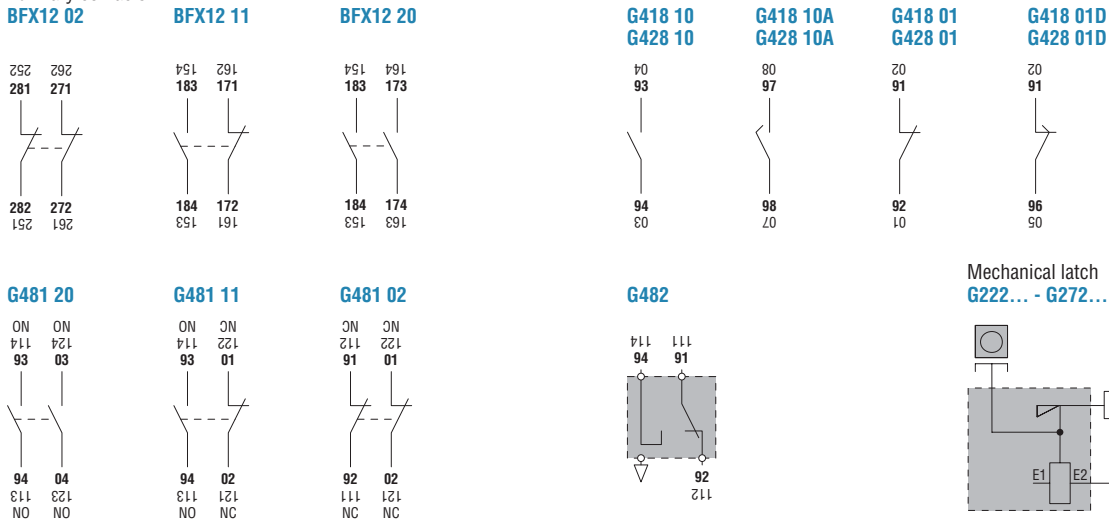 BFX12 02 BFX12 11 BFX12 20 G418 10 G418 10A G418 01 G418 01D
G428 10 G428 10A G428 01 G428 01D
252 262 154 162 154 164 04 08 02 02
281 271 183 171 183 173 93 97 91 91
282 272 184 172 184 174 94 98 92 96
251 261 153 161 153 163 03 07 01 05
Mechanical latch
G481 20 G481 11 G481 02 G482 G222... - G272...
NO NO NO NC NC NC
114 124 114 122 112 122 114 111
93 03 93 01 91 01 94 91
94 04 94 02 92 02 92 E1 E2
113 123 113 121 111 121 112
NO NO NO NC NC NC